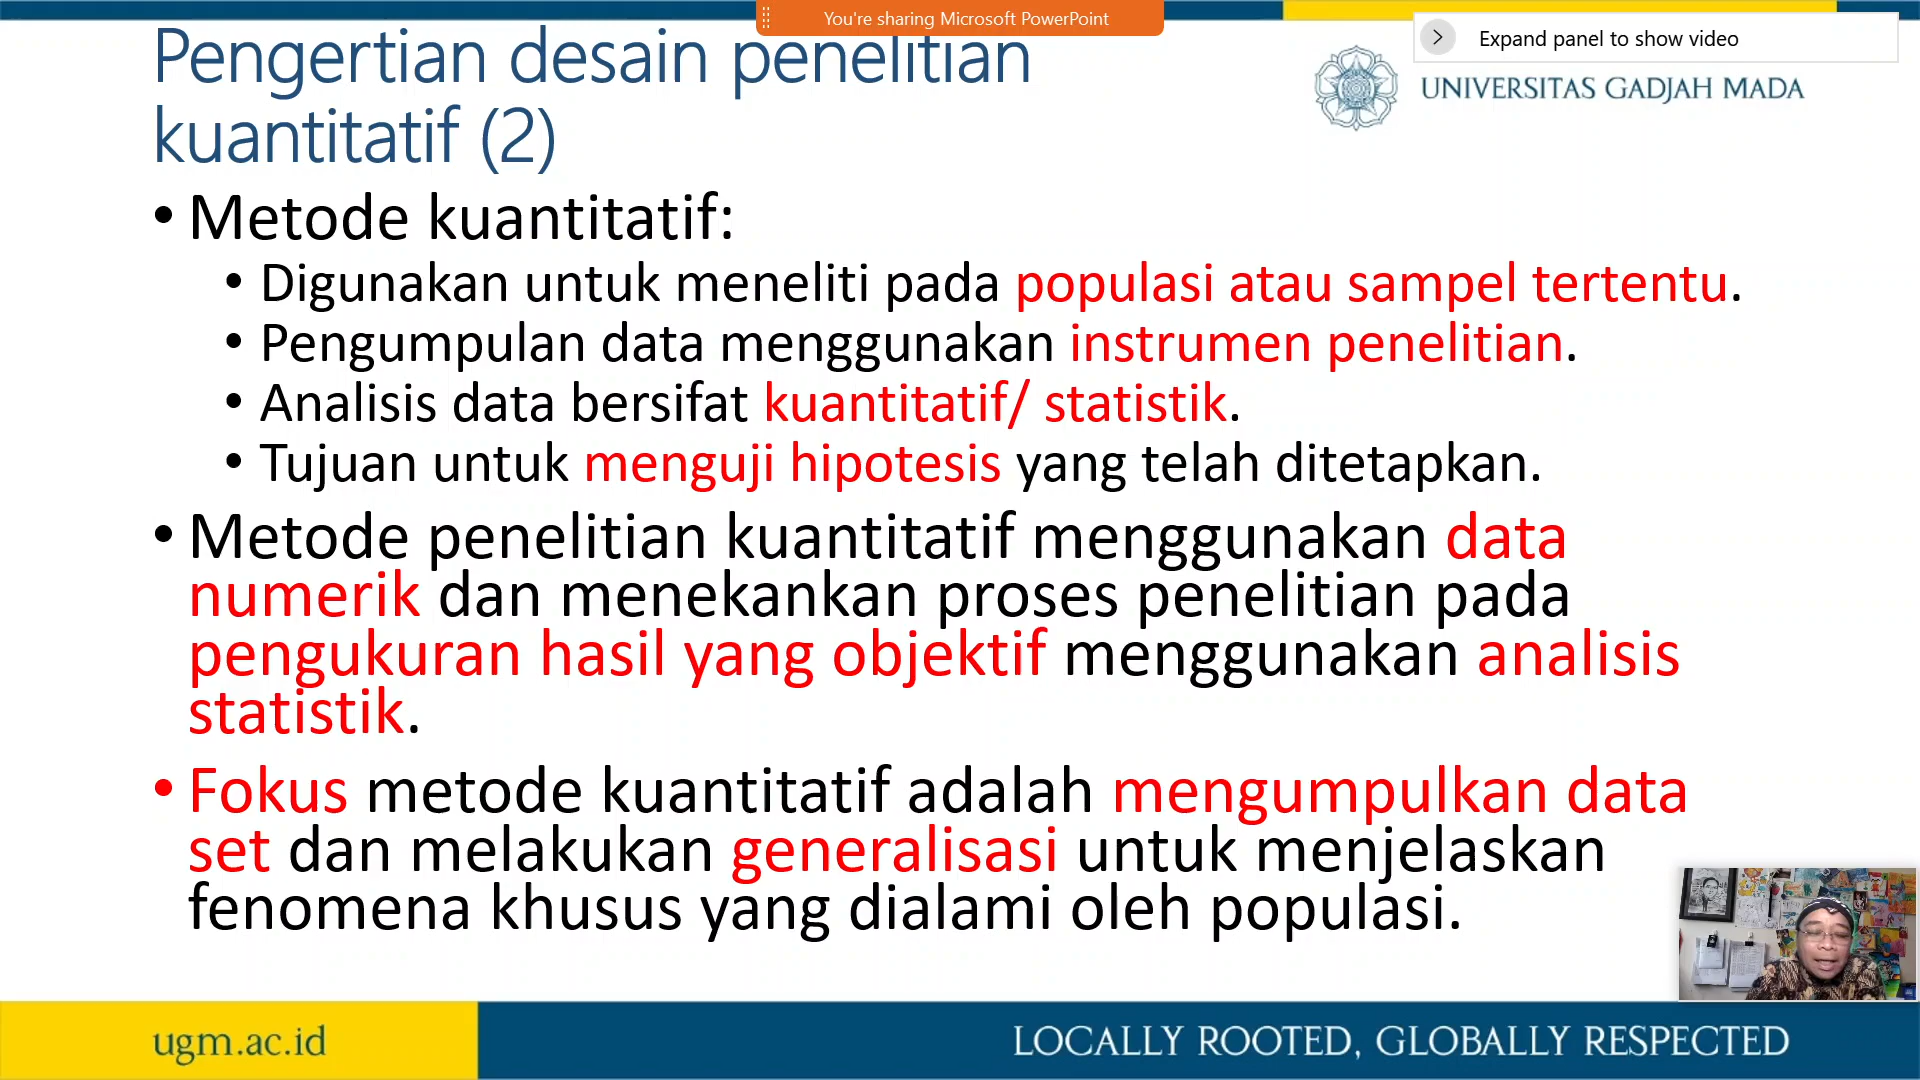 You're sharing Microsoft PowerPoint
Expand panel to show video
Pengertian desain penelitian
kuantitatif (2)
UNIVERSITAS GADJAH MADA
• Metode kuantitatif:
• Digunakan untuk meneliti pada populasi atau sampel tertentu.
• Pengumpulan data menggunakan instrumen penelitian.
• Analisis data bersifat kuantitatif/ statistik.
• Tujuan untuk menguji hipotesis yang telah ditetapkan.
• Metode penelitian kuantitatif menggunakan data
numerik dan menekankan proses penelitian pada
pengukuran hasil yang objektif menggunakan analisis
statistik.
• Fokus metode kuantitatif adalah mengumpulkan data
set dan melakukan generalisasi untuk menjelaskan
fenomena khusus yang dialami oleh populasi.
ugm.ac.id
LOCALLY ROOTED, GLOBALLY RESPECTED